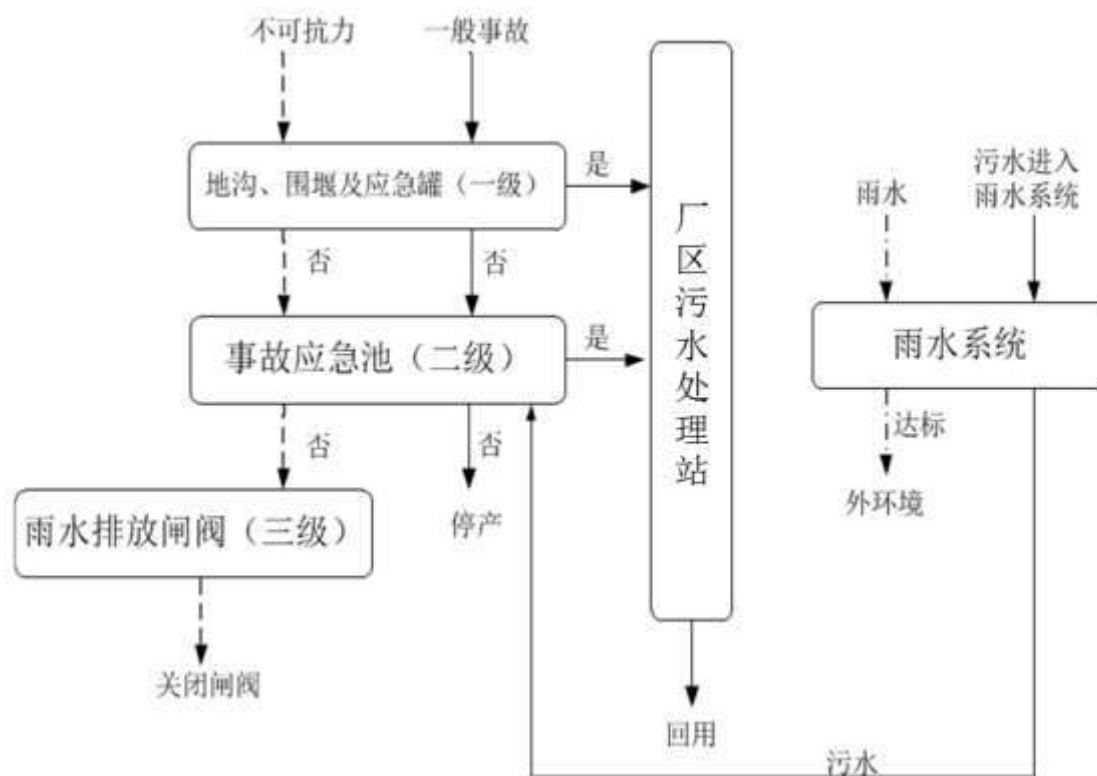 不可抗力
一般事故
地沟、围堰及应急罐（一级）
是
否
否
事故应急池（二级）
是
否
否
雨水排放闸阀（三级）
停产
关闭闸阀
厂区污水处理站
回用
雨水
污水进入
雨水系统
雨水系统
达标
外环境
污水